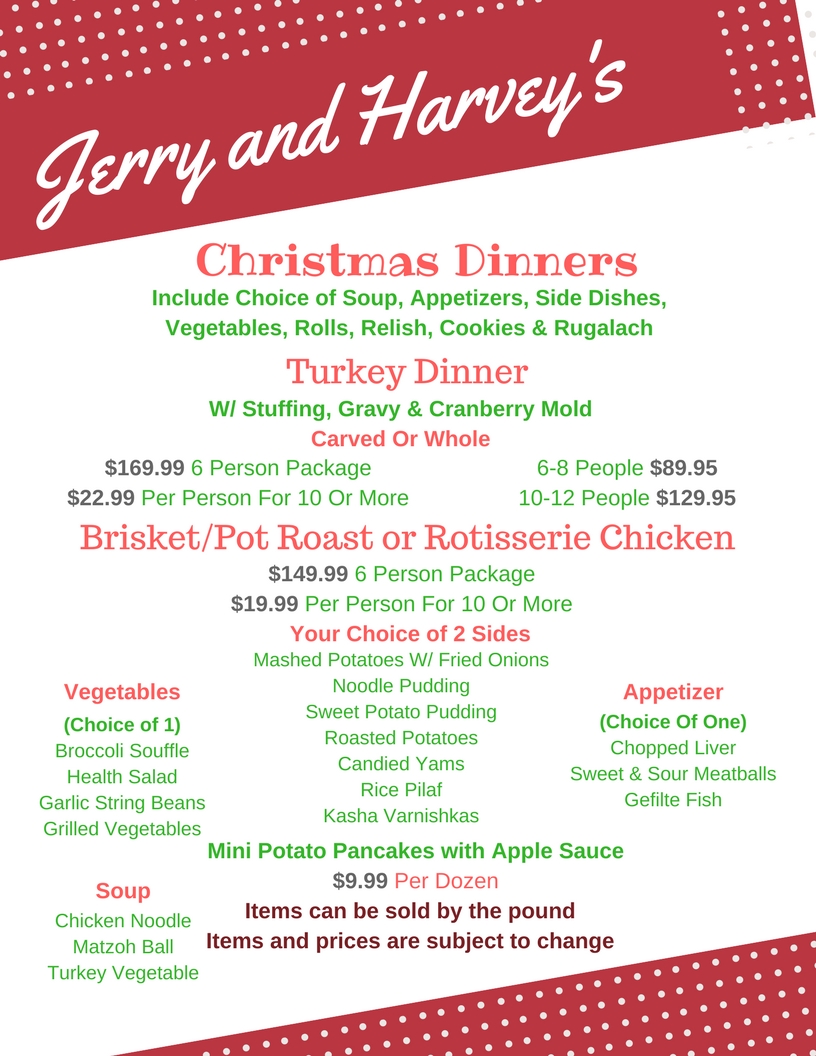 Jerry and Harvey's
Christmas Dinners
Include Choice of Soup, Appetizers, Side Dishes,
Vegetables, Rolls, Relish, Cookies & Rugalach
Turkey Dinner
W/ Stuffing, Gravy & Cranberry Mold
Carved Or Whole
$169.99 6 Person Package
$22.99 Per Person For 10 Or More
6-8 People $89.95
10-12 People $129.95
Brisket/Pot Roast or Rotisserie Chicken
$149.99 6 Person Package
$19.99 Per Person For 10 Or More
Your Choice of 2 Sides
Mashed Potatoes W/ Fried Onions
Noodle Pudding
Sweet Potato Pudding
Roasted Potatoes
Candied Yams
Rice Pilaf
Kasha Varnishkas
Vegetables
(Choice of 1)
Broccoli Souffle
Health Salad
Garlic String Beans
Grilled Vegetables
Appetizer
(Choice Of One)
Chopped Liver
Sweet & Sour Meatballs
Gefilte Fish
Mini Potato Pancakes with Apple Sauce
$9.99 Per Dozen
Items can be sold by the pound
Items and prices are subject to change
Soup
Chicken Noodle
Matzoh Ball
Turkey Vegetable